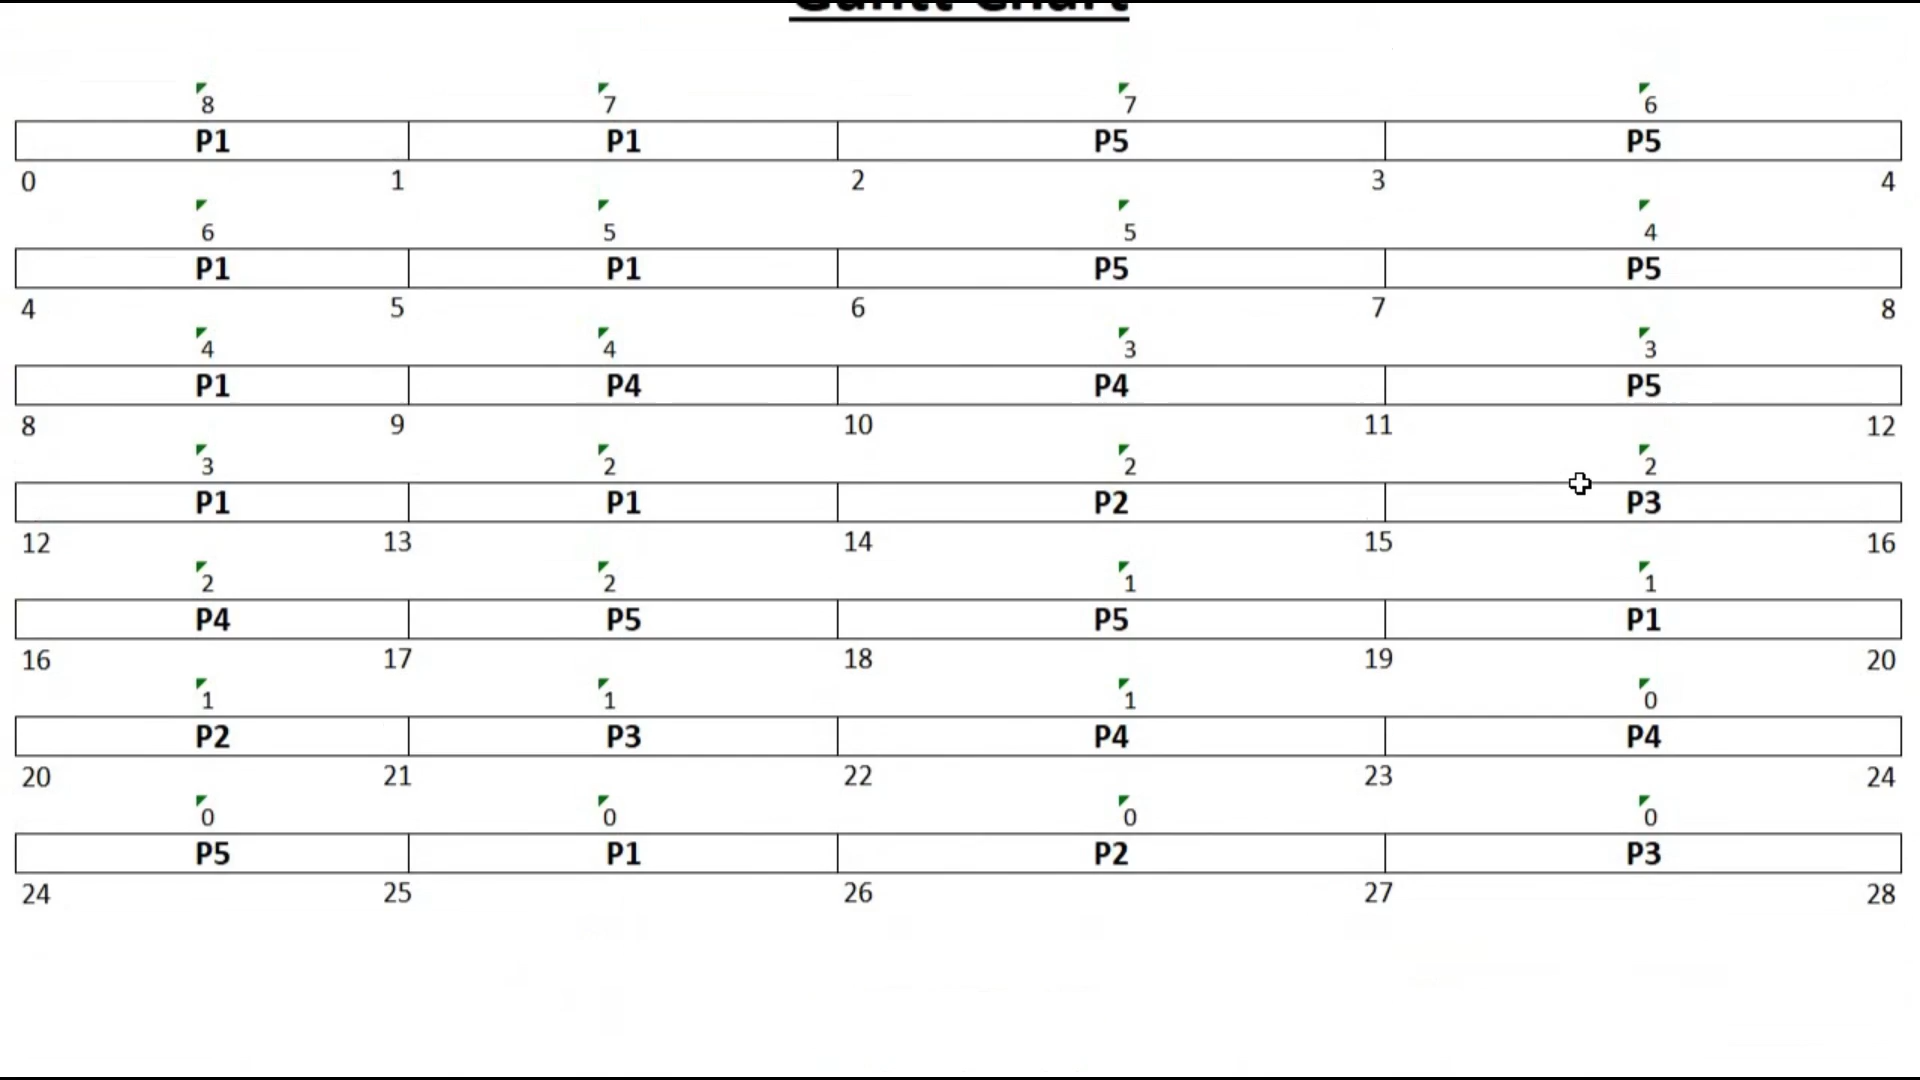 Gantt Chart
8 7 7 6
P1 P1 P5 P5
0 1 2 3 4
6 5 5 4
P1 P1 P5 P5
4 5 6 7 8
4 4 3 3
P1 P4 P4 P5
8 9 10 11 12
3 2 2 2
P1 P1 P2 P3
12 13 14 15 16
2 2 1 1
P4 P5 P5 P1
16 17 18 19 20
1 1 1 0
P2 P3 P4 P4
20 21 22 23 24
0 0 0 0
P5 P1 P2 P3
24 25 26 27 28